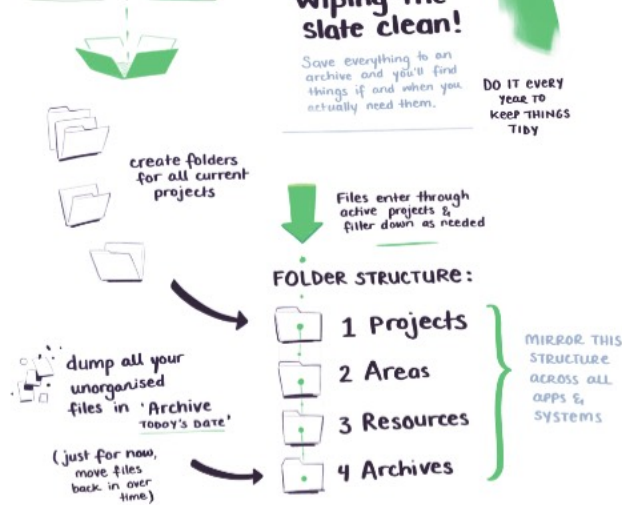 wiping the
slate clean!
Save everything to an
archive and you'll find
things if and when you
actually need them.
DO IT EVERY
YEAR TO
KEEP THINGS
TIDY
create folders
for all current
projects
Files enter through
active projects &
filter down as needed
FOLDER STRUCTURE:
1 Projects
2 Areas
3 Resources
4 Archives
MIRROR THIS
STRUCTURE
ACROSS ALL
APPS &
SYSTEMS
dump all your
unorganised
files in 'Archive
TODAY'S DATE'
(just for now,
move files
back in over
time)